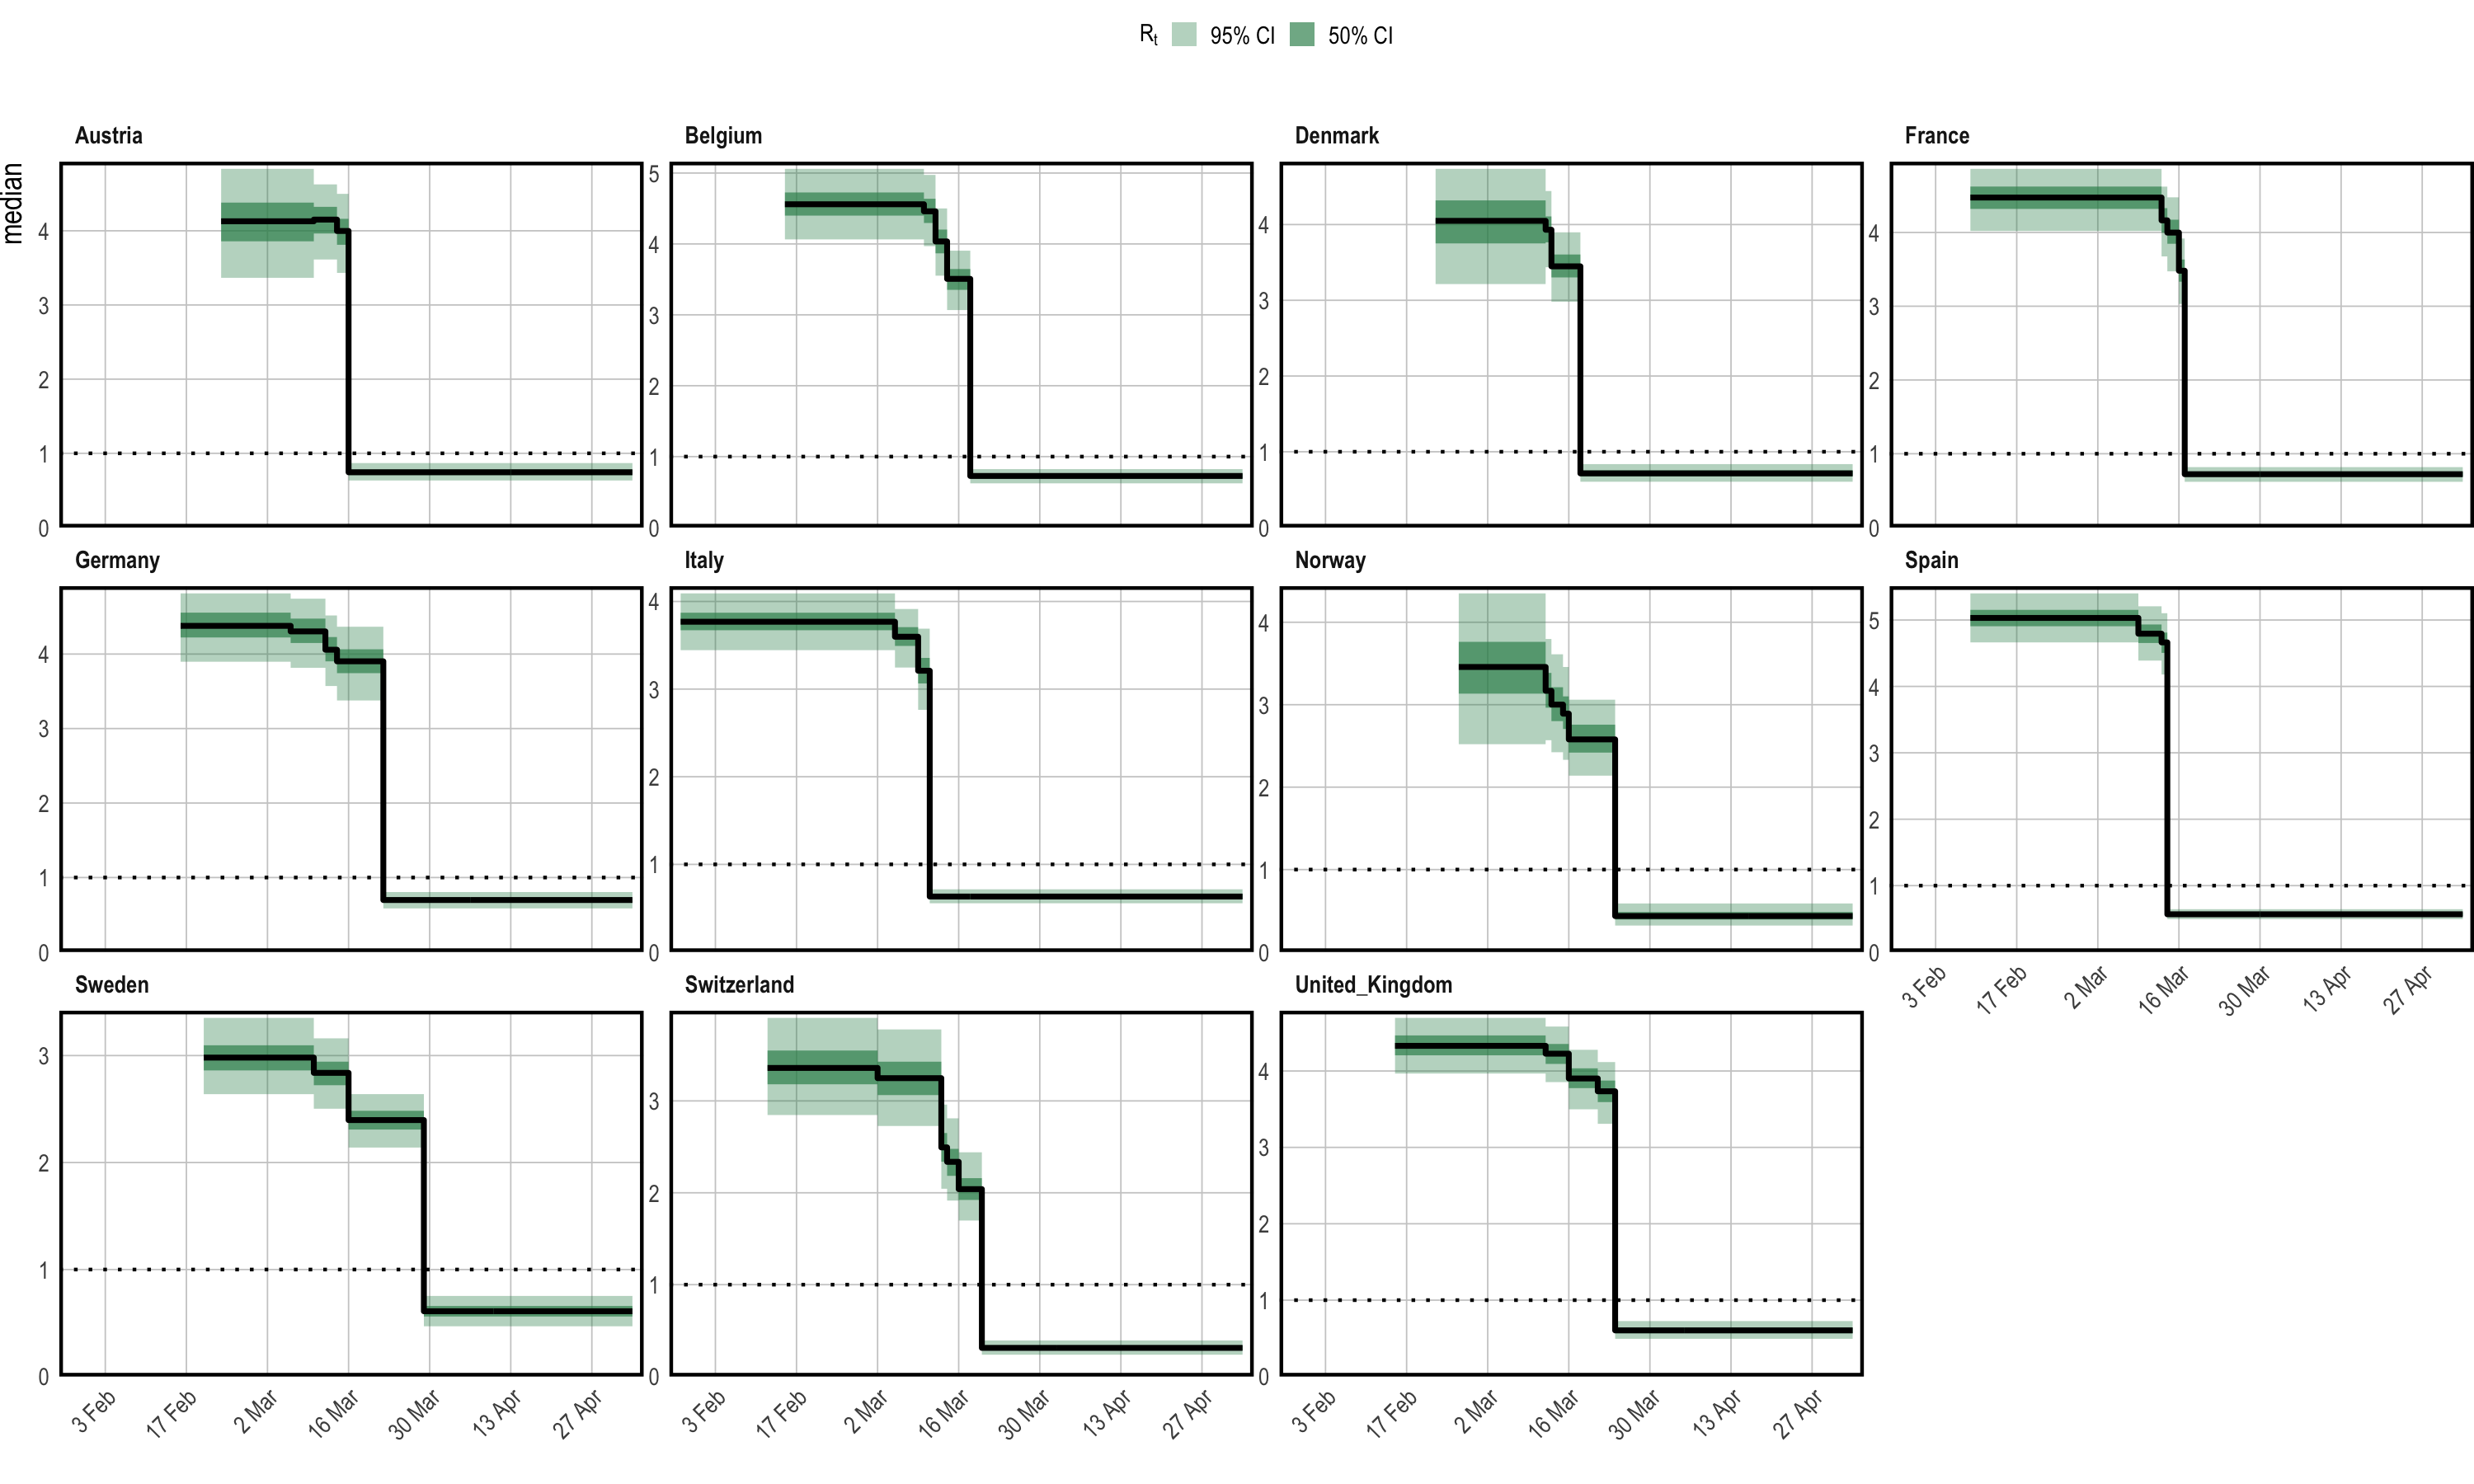 Rt 95% CI 50% CI
median
Austria Belgium Denmark France
4 3 2 1 0
5 4 3 2 1 0
4 3 2 1 0
4 3 2 1 0
Germany Italy Norway Spain
4 3 2 1 0
4 3 2 1 0
4 3 2 1 0
5 4 3 2 1 0
3 Feb 17 Feb 2 Mar 16 Mar 30 Mar 13 Apr 27 Apr
Sweden Switzerland United_Kingdom
3 2 1 0
3 2 1 0
4 3 2 1 0
3 Feb 17 Feb 2 Mar 16 Mar 30 Mar 13 Apr 27 Apr
3 Feb 17 Feb 2 Mar 16 Mar 30 Mar 13 Apr 27 Apr
3 Feb 17 Feb 2 Mar 16 Mar 30 Mar 13 Apr 27 Apr